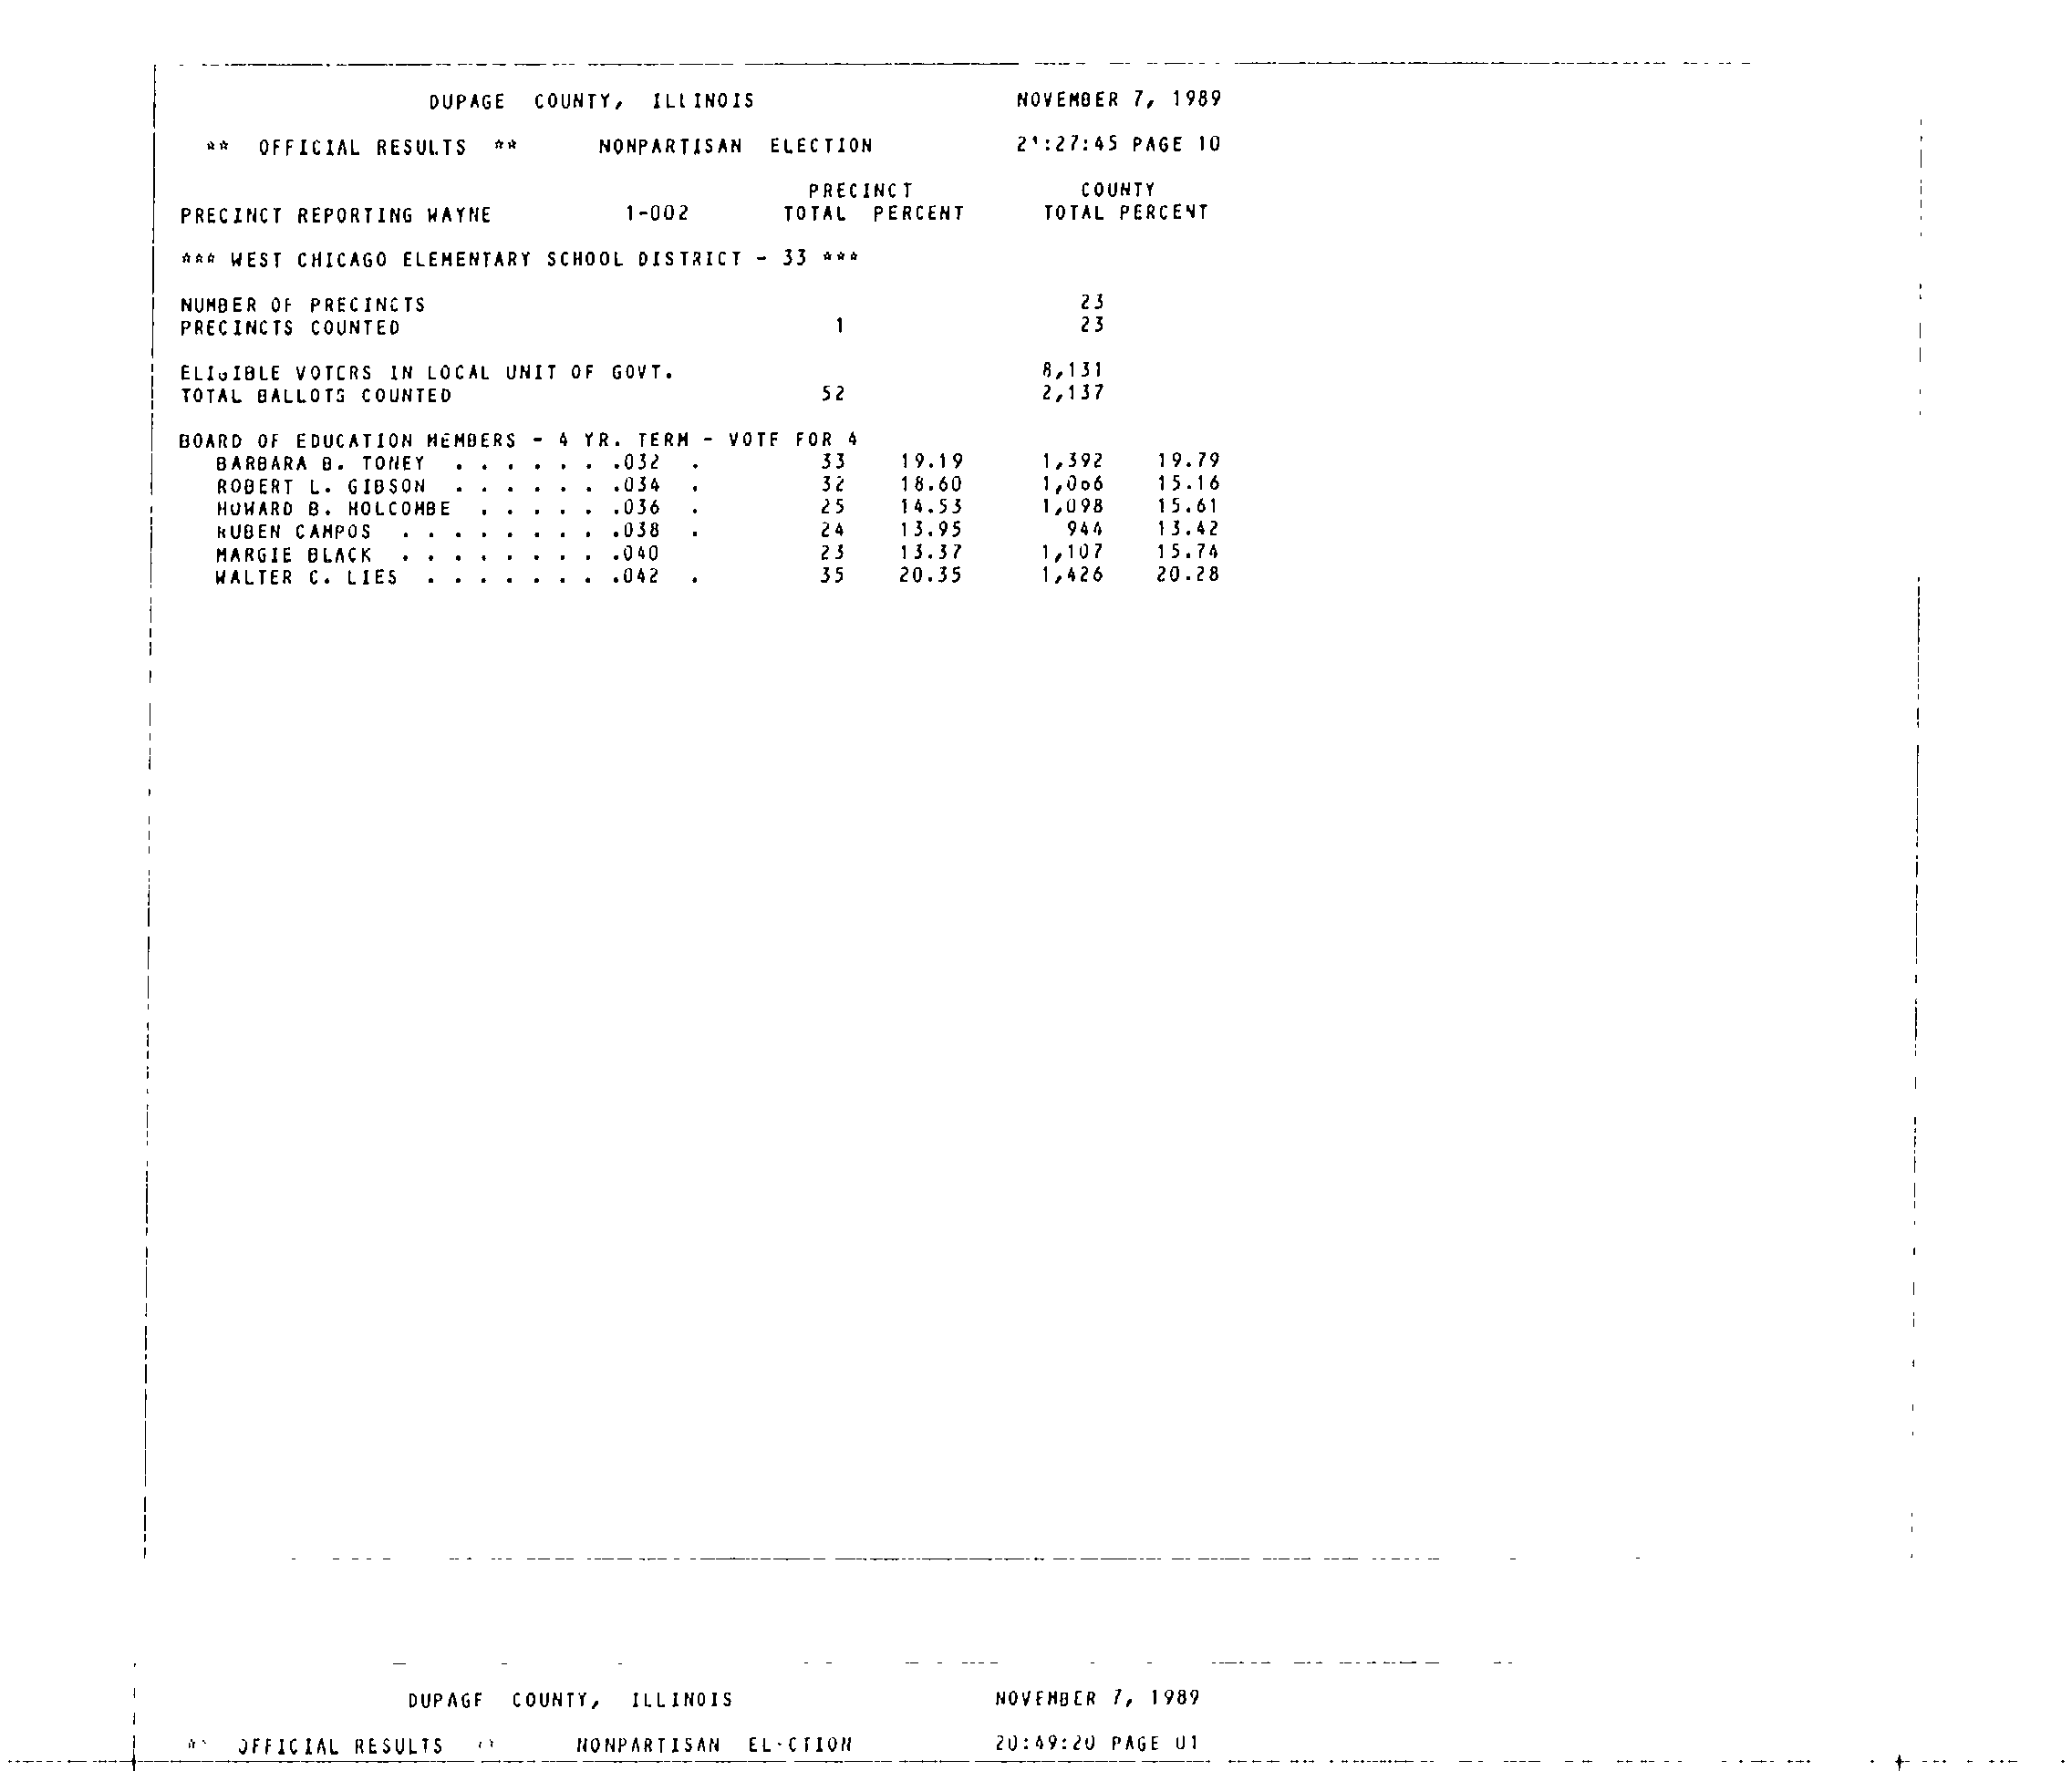 DUPAGE COUNTY, ILLINOIS NOVEMBER 7, 1989
** OFFICIAL RESULTS ** NONPARTISAN ELECTION 21:27:45 PAGE 10
PRECINCT COUNTY
PRECINCT REPORTING WAYNE 1-002 TOTAL PERCENT TOTAL PERCENT
*** WEST CHICAGO ELEMENTARY SCHOOL DISTRICT - 33 ***
NUMBER OF PRECINCTS 23
PRECINCTS COUNTED 1 23
ELIGIBLE VOTERS IN LOCAL UNIT OF GOVT. 8,131
TOTAL BALLOTS COUNTED 52 2,137
BOARD OF EDUCATION MEMBERS - 4 YR. TERM - VOTE FOR 4
BARBARA B. TONEY . . . . . . .032 . 33 19.19 1,392 19.79
ROBERT L. GIBSON . . . . . . .034 . 32 18.60 1,066 15.16
HOWARD B. HOLCOMBE . . . . . .036 . 25 14.53 1,098 15.61
RUBEN CAMPOS . . . . . . . . .038 . 24 13.95 944 13.42
MARGIE BLACK . . . . . . . . .040 23 13.37 1,107 15.74
WALTER C. LIES . . . . . . . .042 . 35 20.35 1,426 20.28
DUPAGE COUNTY, ILLINOIS NOVEMBER 7, 1989
** OFFICIAL RESULTS ** NONPARTISAN ELECTION 20:49:20 PAGE 01